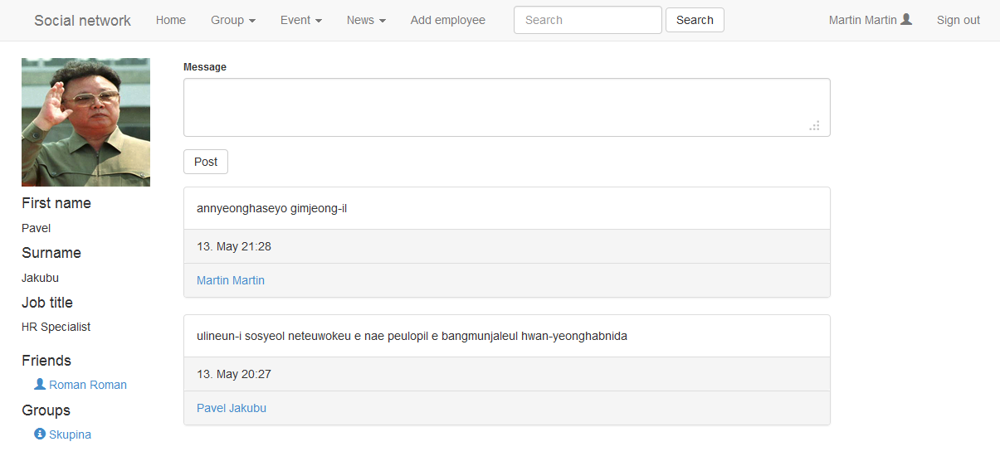 Social network Home Group Event News Add employee Search Search Martin Martin Sign out
Message
Post
First name
Pavel
Surname
Jakubu
Job title
HR Specialist
Friends
Roman Roman
Groups
Skupina
annyeonghaseyo gimjeong-il
13. May 21:28
Martin Martin
ulineun-i sosyeol neteuwokeu e nae peulopil e bangmunjaleul hwan-yeonghabnida
13. May 20:27
Pavel Jakubu